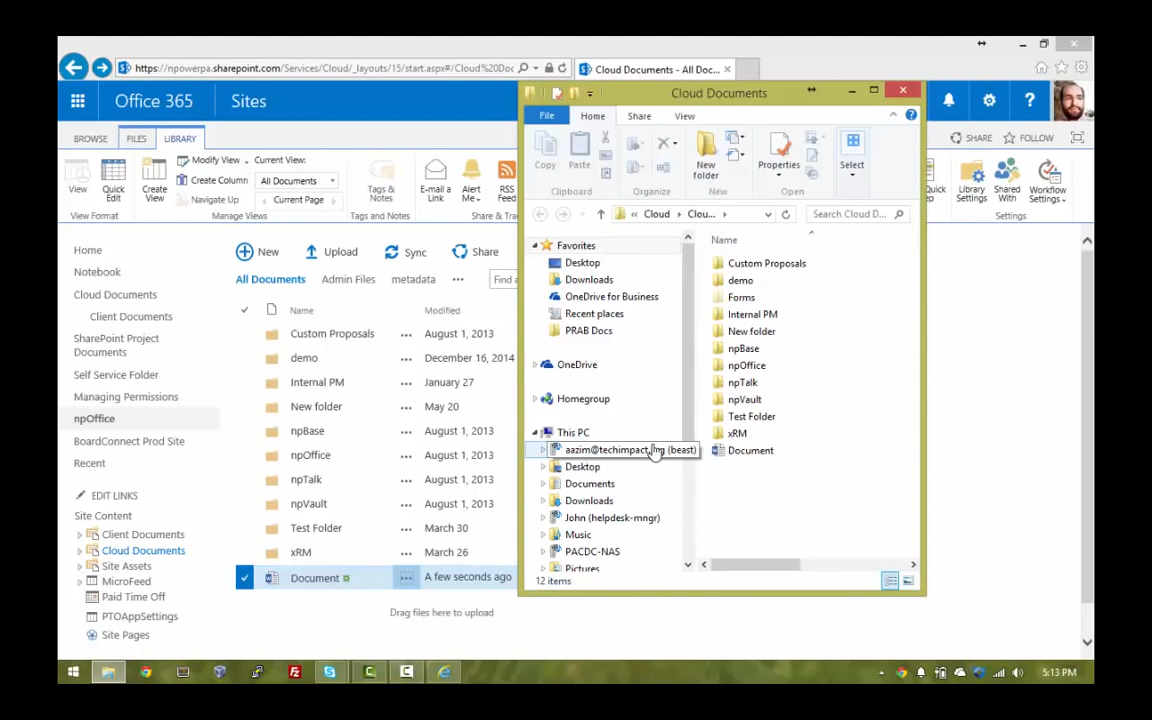 https://npowerpa.sharepoint.com/Services/Cloud/_layouts/15/start.aspx#/Cloud%20Doc
Cloud Documents - All Doc...
Office 365
Sites
BROWSE
FILES
LIBRARY
SHARE
FOLLOW
View
Quick Edit
Create View
Modify View
Create Column
Navigate Up
Current View:
All Documents
Current Page
Tags & Notes
E-mail a Link
Alert Me
RSS Feed
Quick
Library Settings
Shared With
Workflow Settings
View Format
Manage Views
Tags and Notes
Share & Tra
Settings
Home
Notebook
Cloud Documents
Client Documents
SharePoint Project Documents
Self Service Folder
Managing Permissions
npOffice
BoardConnect Prod Site
Recent
EDIT LINKS
Site Content
Client Documents
Cloud Documents
Site Assets
MicroFeed
Paid Time Off
PTOAppSettings
Site Pages
New
Upload
Sync
Share
All Documents
Admin Files
metadata
...
Find a
Name
Modified
Custom Proposals ... August 1, 2013
demo ... December 16, 2014
Internal PM ... January 27
New folder ... May 20
npBase ... August 1, 2013
npOffice ... August 1, 2013
npTalk ... August 1, 2013
npVault ... August 1, 2013
Test Folder ... March 30
xRM ... March 26
Document ... A few seconds ago
Drag files here to upload
Cloud Documents
File
Home
Share
View
Copy
Paste
New folder
Properties
Select
Clipboard
Organize
New
Open
Cloud
Clou...
Search Cloud D...
Favorites
Desktop
Downloads
OneDrive for Business
Recent places
PRAB Docs
OneDrive
Homegroup
This PC
(beast)
Desktop
Documents
Downloads
John (helpdesk-mngr)
Music
PACDC-NAS
Pictures
Name
Custom Proposals
demo
Forms
Internal PM
New folder
npBase
npOffice
npTalk
npVault
Test Folder
xRM
Document
12 items
5:13 PM